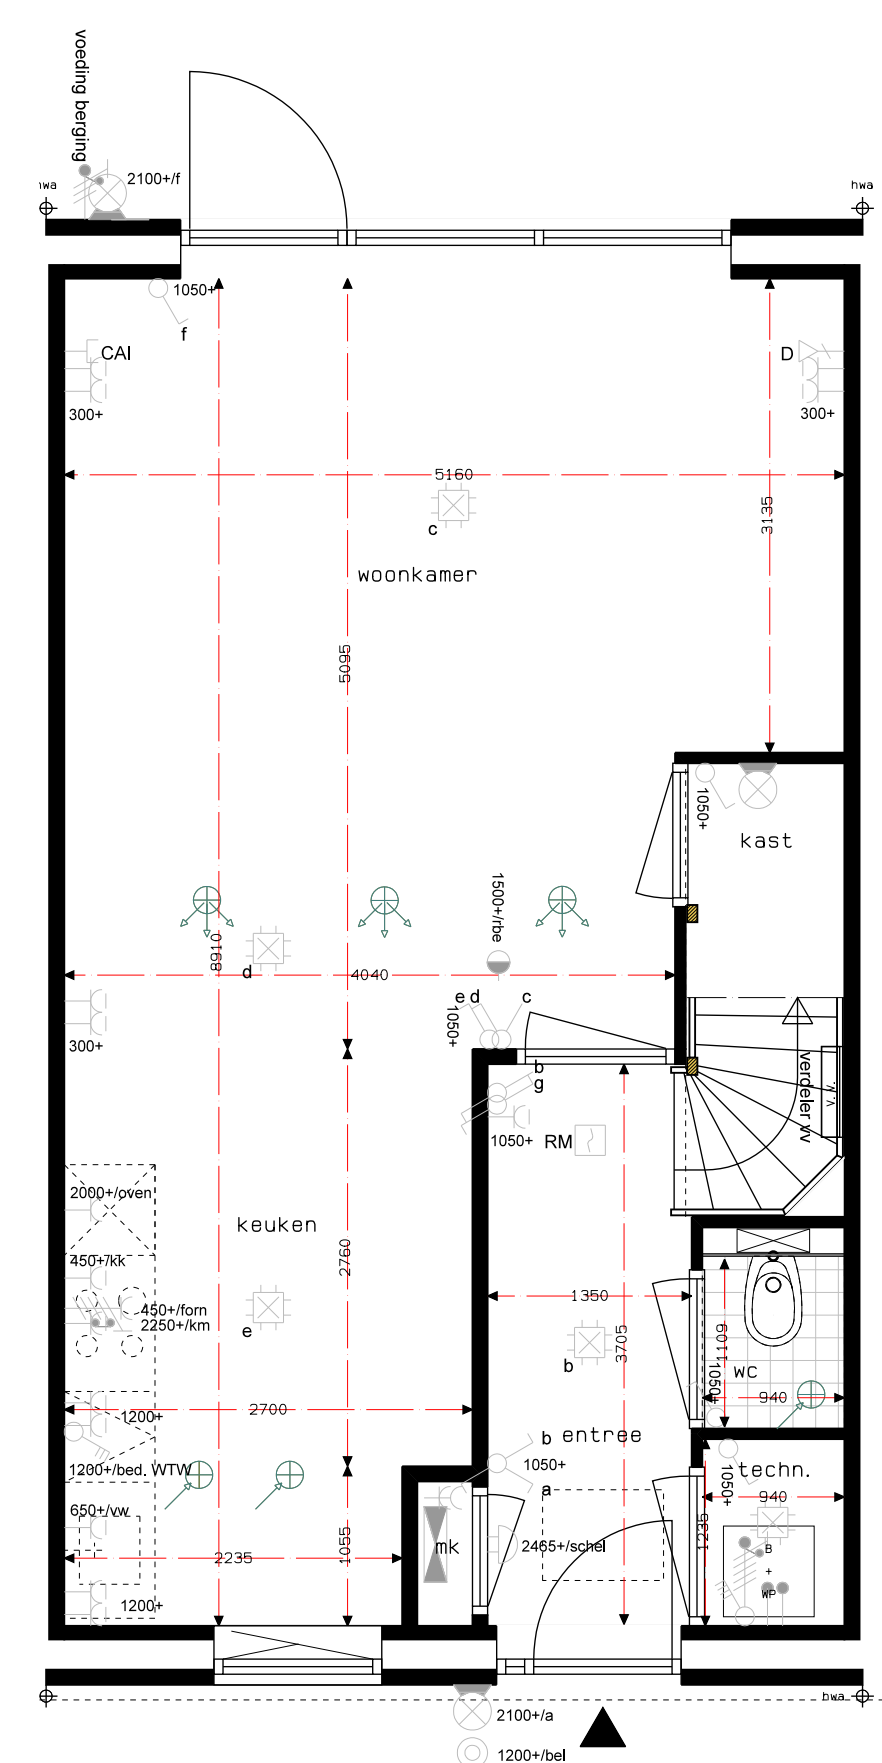 voeding berging
2100+/f
hwa
hwa
1050+
f
CAI
D
300+
300+
5160
3135
c
woonkamer
5095
1050+
kast
1500+/rbe
8910
d
4040
e d
c
1050+
300+
b
g
1050+
RM
verdeler vv
v.v.
2000+/oven
keuken
450+/kk
2760
450+/forn
2250+/km
e
1350
3705
b
1109
wc
1050+
940
2700
1200+
b
entree
1050+
a
techn.
1050+
940
1200+/bed. WTW
650+/vw
1055
mk
2465+/schel
1235
B
+
WP
2235
1200+
hwa
2100+/a
1200+/bel